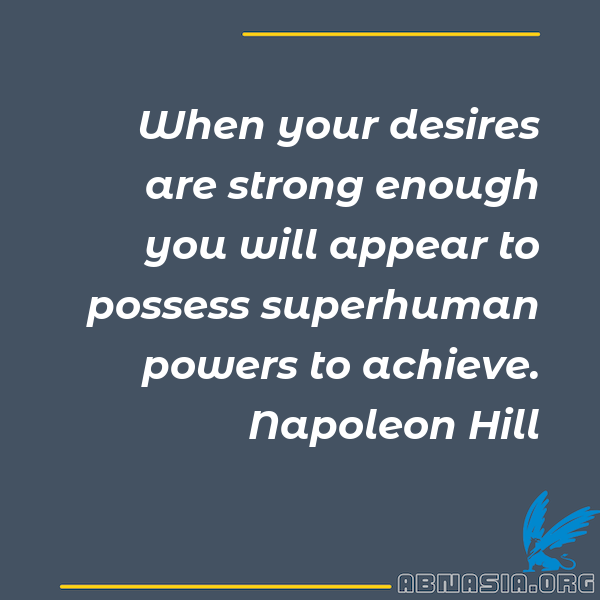 When your desires
are strong enough
you will appear to
possess superhuman
powers to achieve.
Napoleon Hill
ABNASIA.ORG